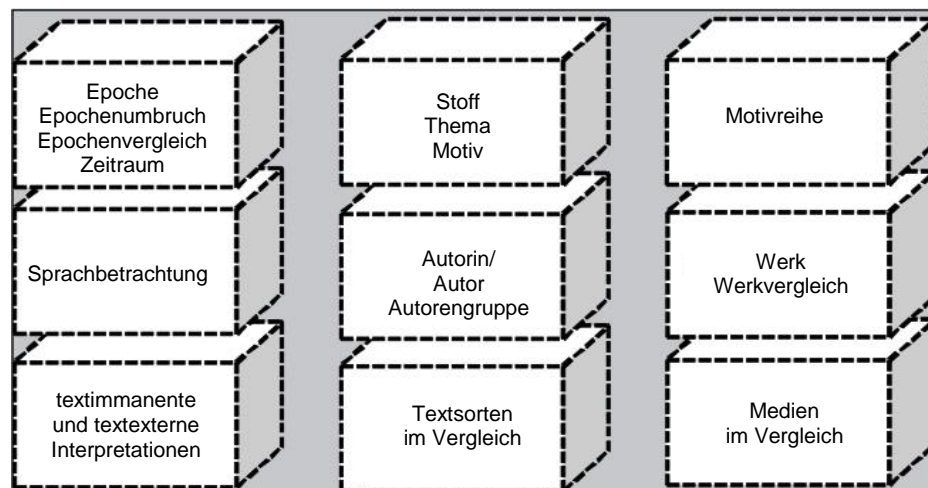 Epoche
Epochenumbruch
Epochenvergleich
Zeitraum
Stoff
Thema
Motiv
Motivreihe
Sprachbetrachtung
Autorin/
Autor
Autorengruppe
Werk
Werkvergleich
textimmanente
und textexterne
Interpretationen
Textsorten
im Vergleich
Medien
im Vergleich